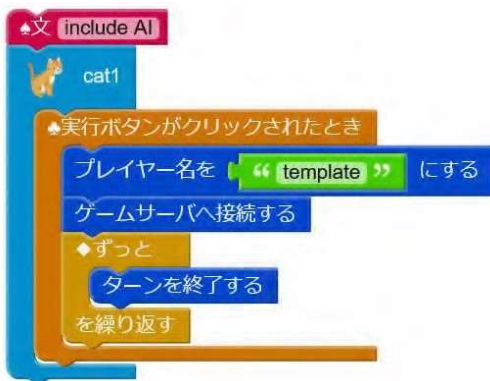 ♠文 include AI
cat1
♠実行ボタンがクリックされたとき
プレイヤー名を “ template ” にする
ゲームサーバへ接続する
◆ずっと
ターンを終了する
を繰り返す